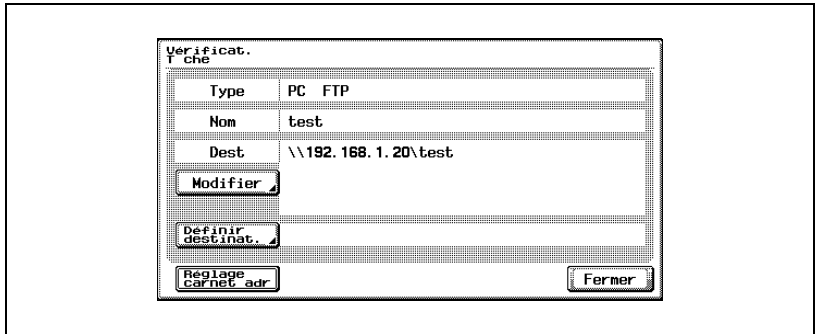 Vérificat.
T che
Type PC FTP
Nom test
Dest \\192.168.1.20\test
Modifier
Définir
destinat.
Réglage
carnet adr
Fermer